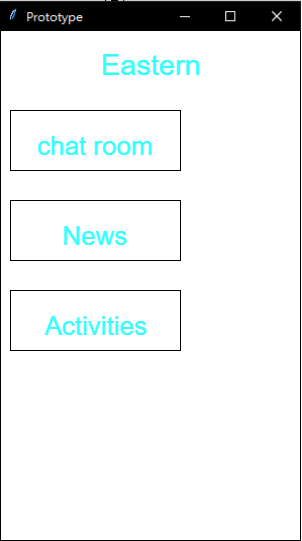 Prototype
Eastern
chat room
News
Activities